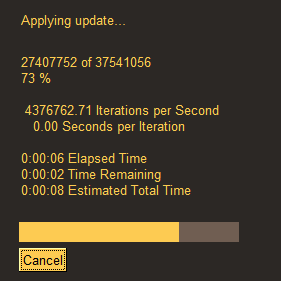 Applying update...
27407752 of 37541056
73 %
4376762.71 Iterations per Second
0.00 Seconds per Iteration
0:00:06 Elapsed Time
0:00:02 Time Remaining
0:00:08 Estimated Total Time
Cancel